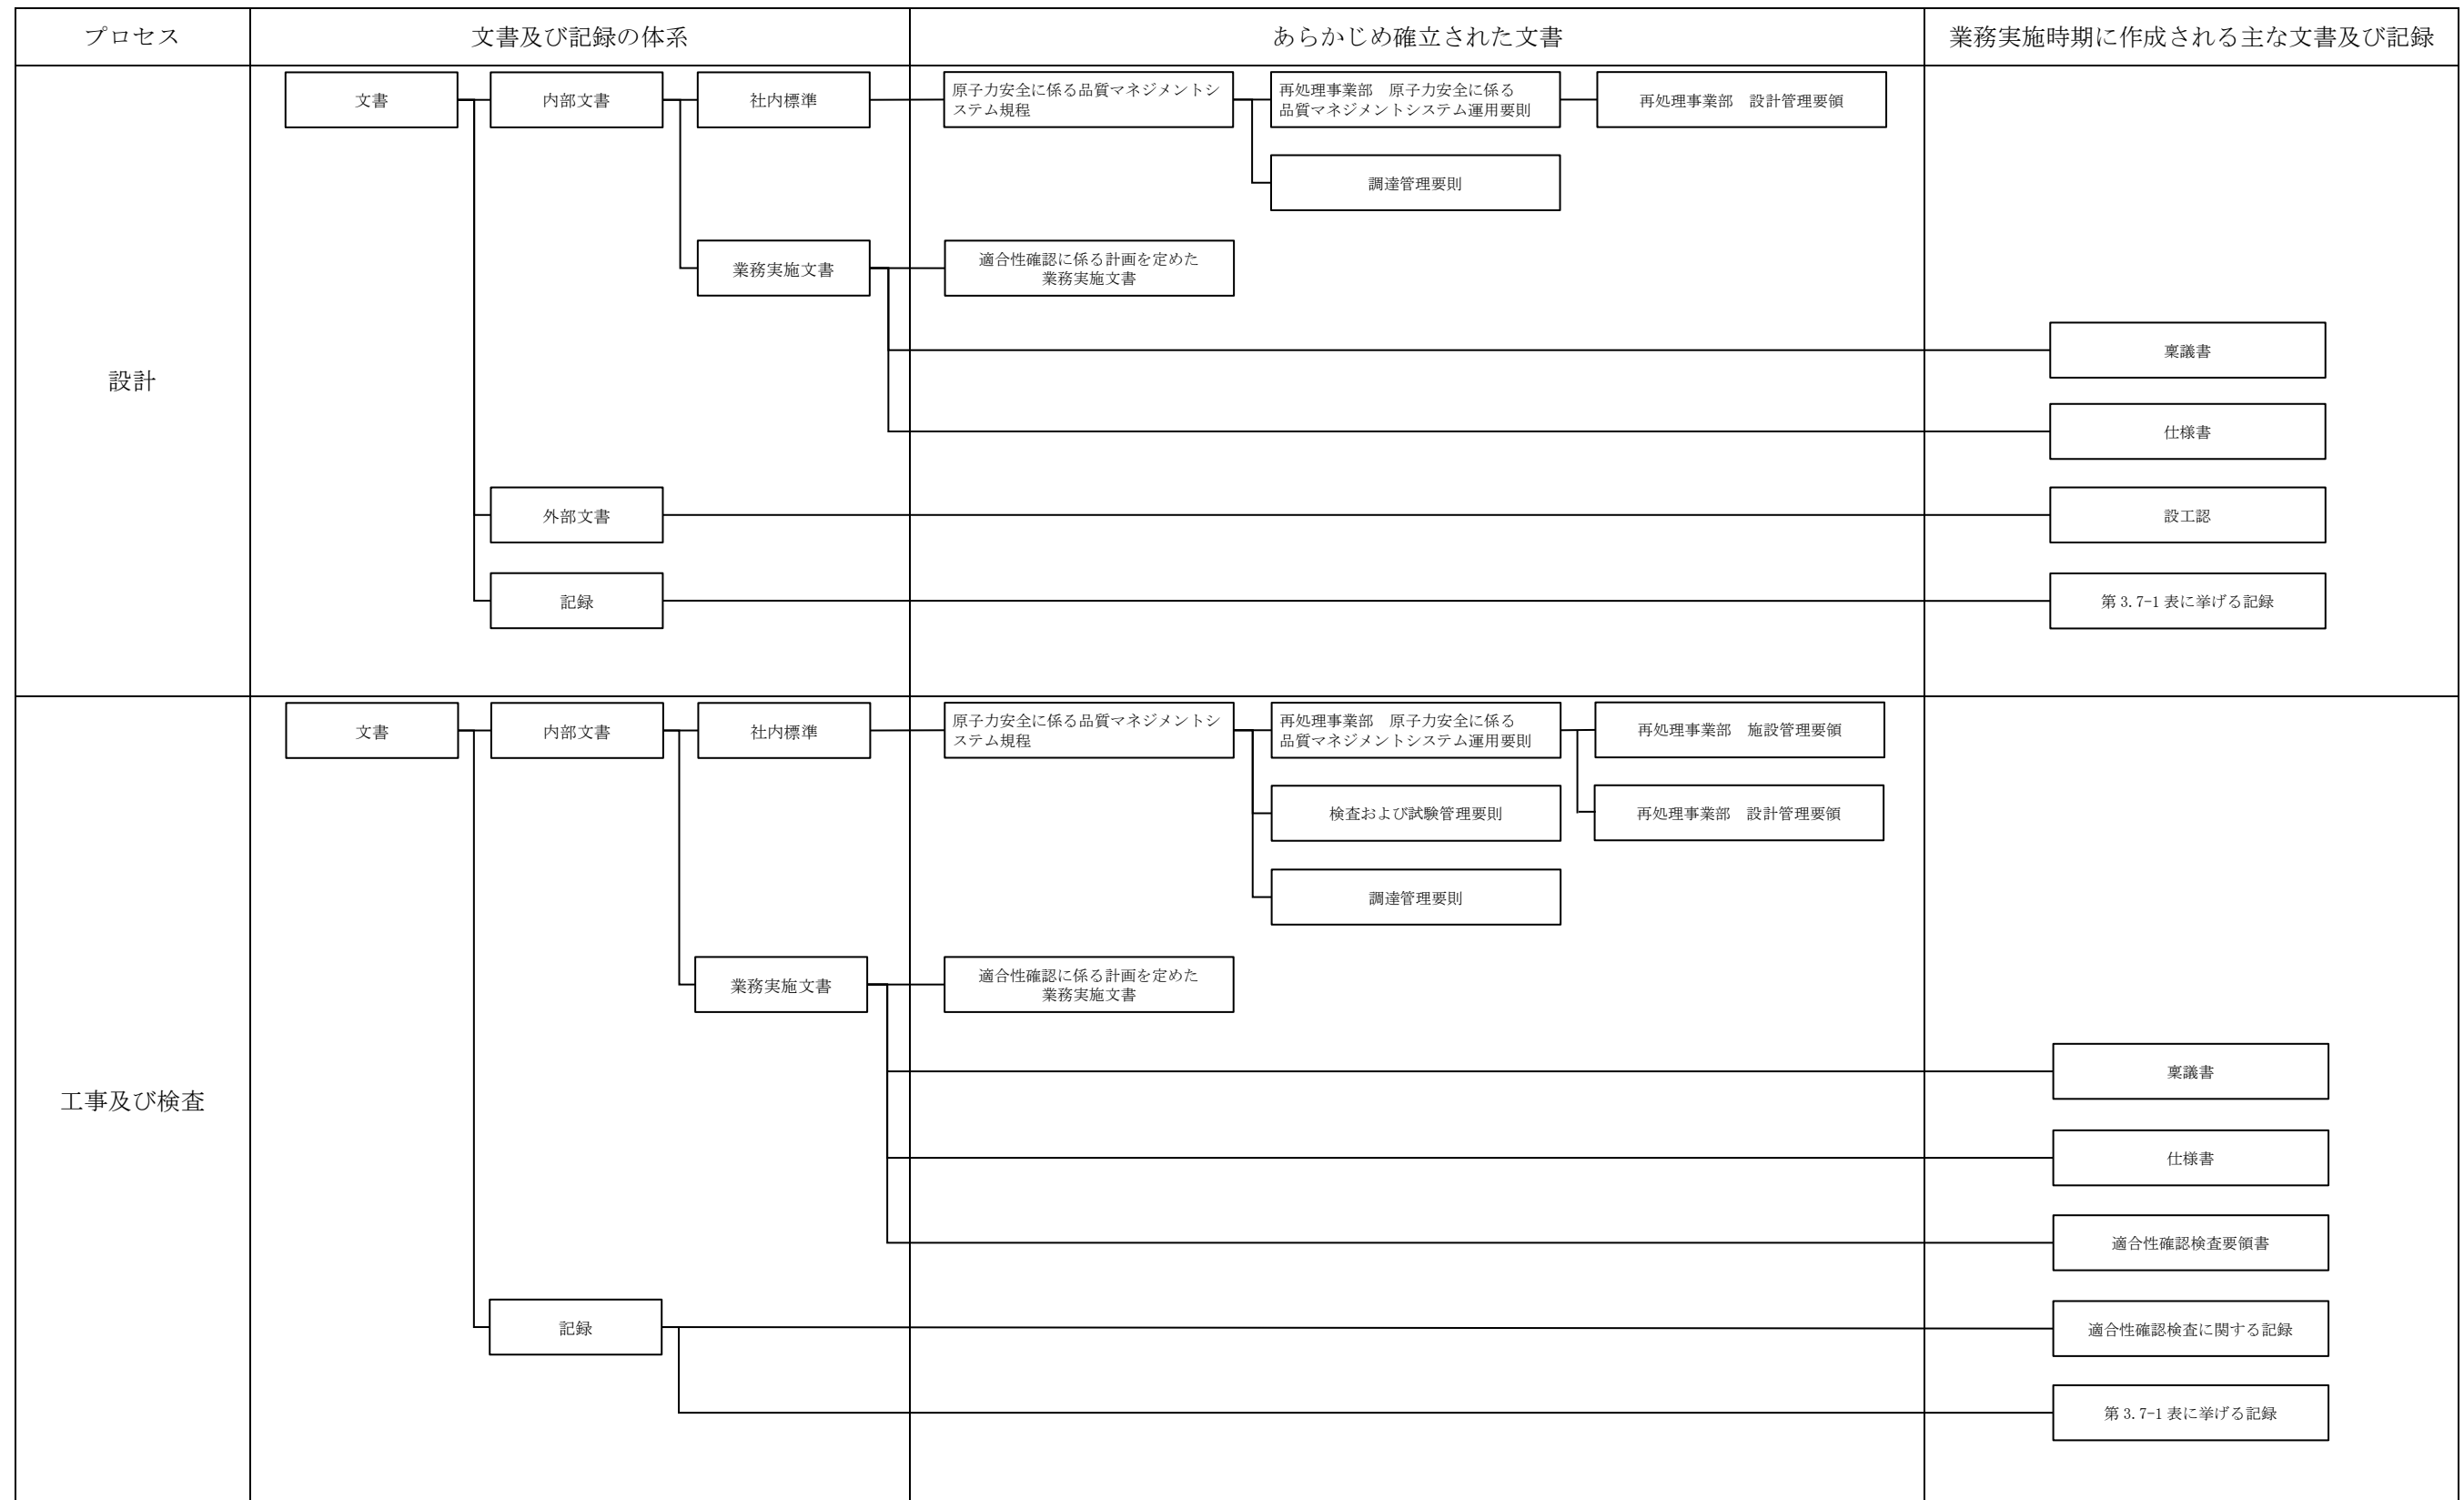 プロセス
文書及び記録の体系
あらかじめ確立された文書
業務実施時期に作成される主な文書及び記録
設計
文書
内部文書
社内標準
原子力安全に係る品質マネジメントシ
ステム規程
再処理事業部　原子力安全に係る
品質マネジメントシステム運用要則
再処理事業部　設計管理要領
調達管理要則
業務実施文書
適合性確認に係る計画を定めた
業務実施文書
稟議書
仕様書
外部文書
設工認
記録
第 3.7-1 表に挙げる記録
工事及び検査
文書
内部文書
社内標準
原子力安全に係る品質マネジメントシ
ステム規程
再処理事業部　原子力安全に係る
品質マネジメントシステム運用要則
再処理事業部　施設管理要領
検査および試験管理要則
再処理事業部　設計管理要領
調達管理要則
業務実施文書
適合性確認に係る計画を定めた
業務実施文書
稟議書
仕様書
適合性確認検査要領書
記録
適合性確認検査に関する記録
第 3.7-1 表に挙げる記録